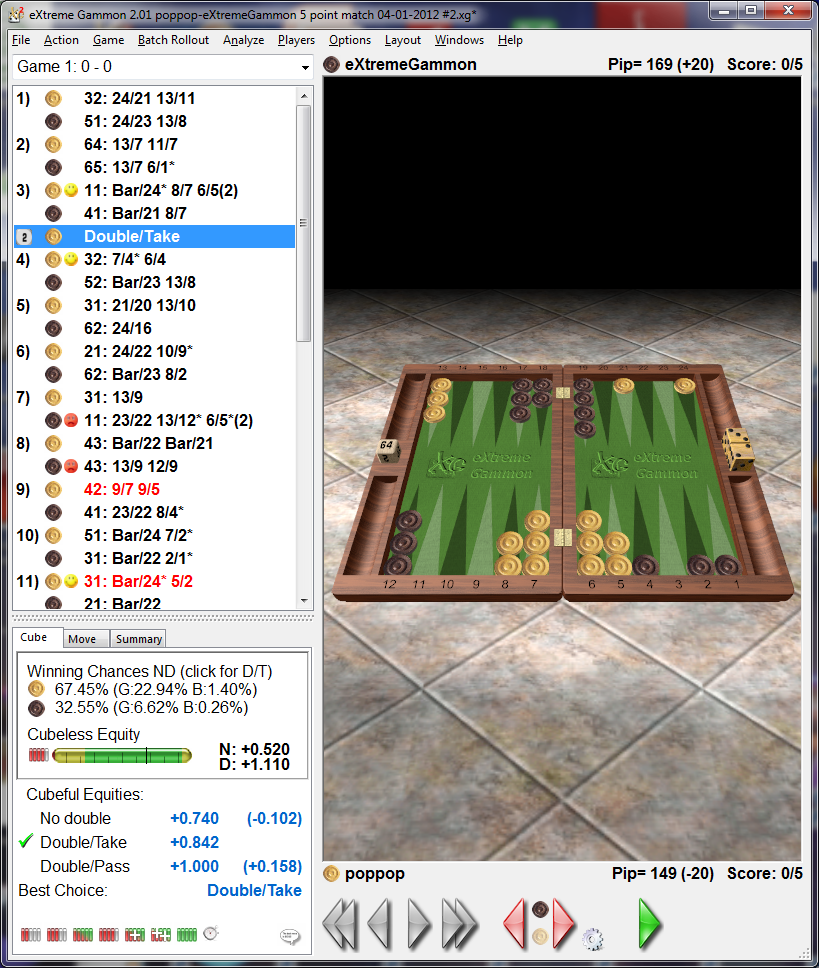 eXtreme Gammon 2.01 poppop-eXtremeGammon 5 point match 04-01-2012 #2.xg*
File Action Game Batch Rollout Analyze Players Options Layout Windows Help
Game 1: 0 - 0
eXtremeGammon Pip= 169 (+20) Score: 0/5
1) 32: 24/21 13/11
51: 24/23 13/8
2) 64: 13/7 11/7
65: 13/7 6/1*
3) 11: Bar/24* 8/7 6/5(2)
41: Bar/21 8/7
2 Double/Take
4) 32: 7/4* 6/4
52: Bar/23 13/8
5) 31: 21/20 13/10
62: 24/16
6) 21: 24/22 10/9*
62: Bar/23 8/2
7) 31: 13/9
11: 23/22 13/12* 6/5*(2)
8) 43: Bar/22 Bar/21
43: 13/9 12/9
9) 42: 9/7 9/5
41: 23/22 8/4*
10) 51: Bar/24 7/2*
31: Bar/22 2/1*
11) 31: Bar/24* 5/2
21: Bar/22
13 14 15 16 17 18 19 20 21 22 23 24
64
XG eXtreme Gammon XG eXtreme Gammon
12 11 10 9 8 7 6 5 4 3 2 1
Cube Move Summary
Winning Chances ND (click for D/T)
67.45% (G:22.94% B:1.40%)
32.55% (G:6.62% B:0.26%)
Cubeless Equity
N: +0.520
D: +1.110
Cubeful Equities:
No double +0.740 (-0.102)
Double/Take +0.842
Double/Pass +1.000 (+0.158)
Best Choice: Double/Take
poppop Pip= 149 (-20) Score: 0/5